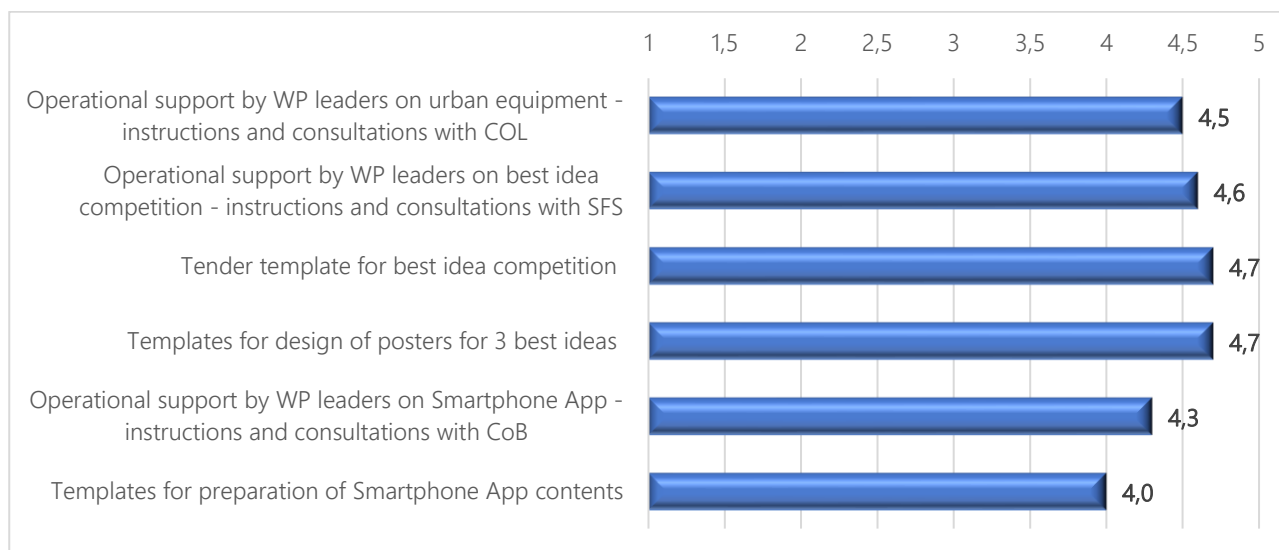 1 1,5 2 2,5 3 3,5 4 4,5 5
Operational support by WP leaders on urban equipment -
instructions and consultations with COL
4,5
Operational support by WP leaders on best idea
competition - instructions and consultations with SFS
4,6
Tender template for best idea competition
4,7
Templates for design of posters for 3 best ideas
4,7
Operational support by WP leaders on Smartphone App -
instructions and consultations with CoB
4,3
Templates for preparation of Smartphone App contents
4,0